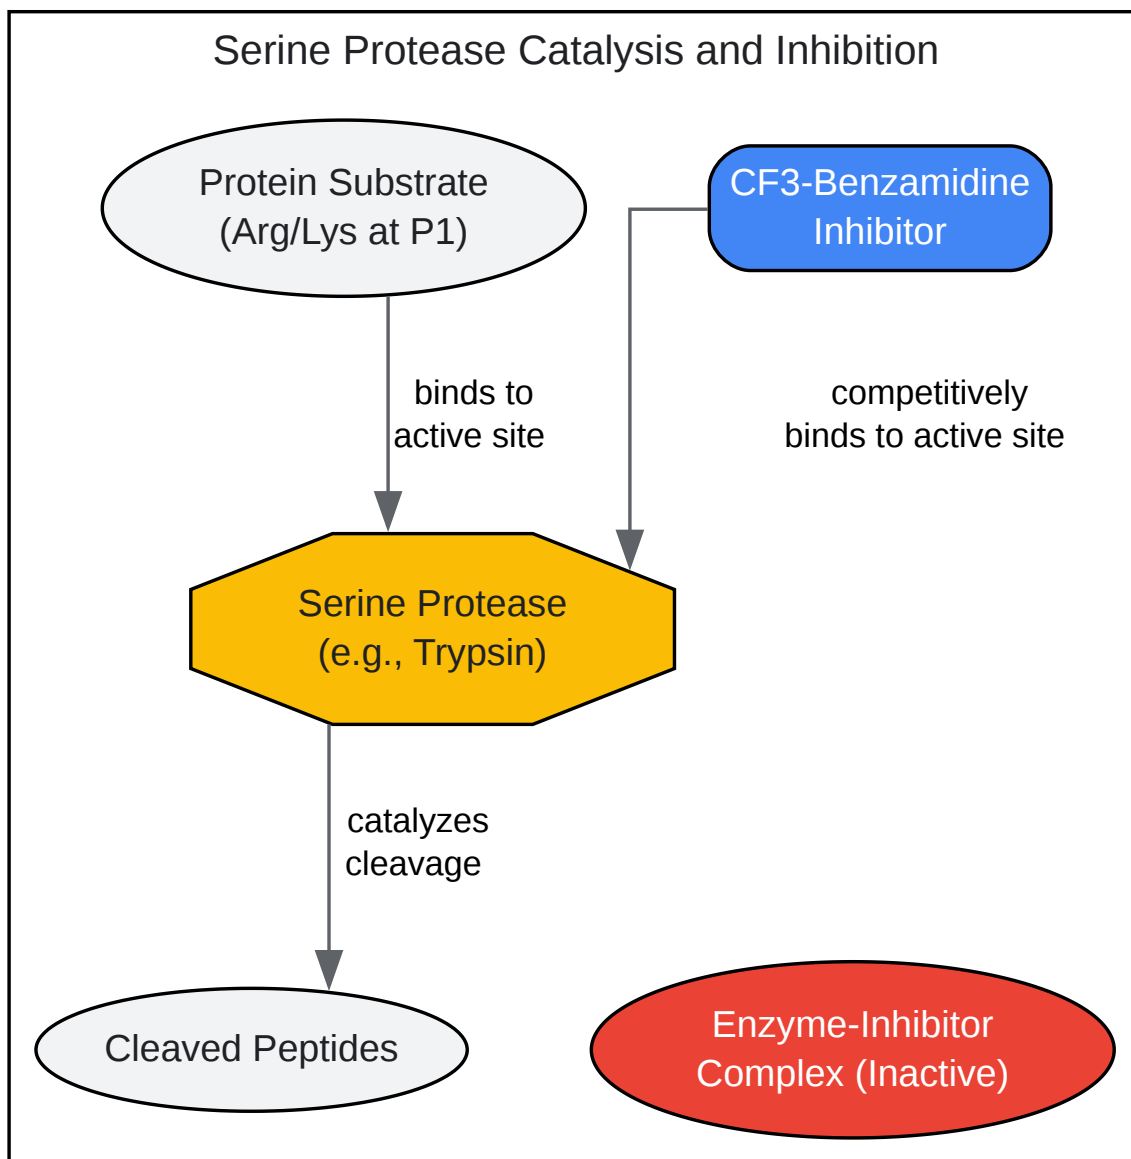 Serine Protease Catalysis and Inhibition
Protein Substrate
(Arg/Lys at P1)
CF3-Benzamidine
Inhibitor
binds to
active site
competitively
binds to active site
Serine Protease
(e.g., Trypsin)
catalyzes
cleavage
Cleaved Peptides
Enzyme-Inhibitor
Complex (Inactive)